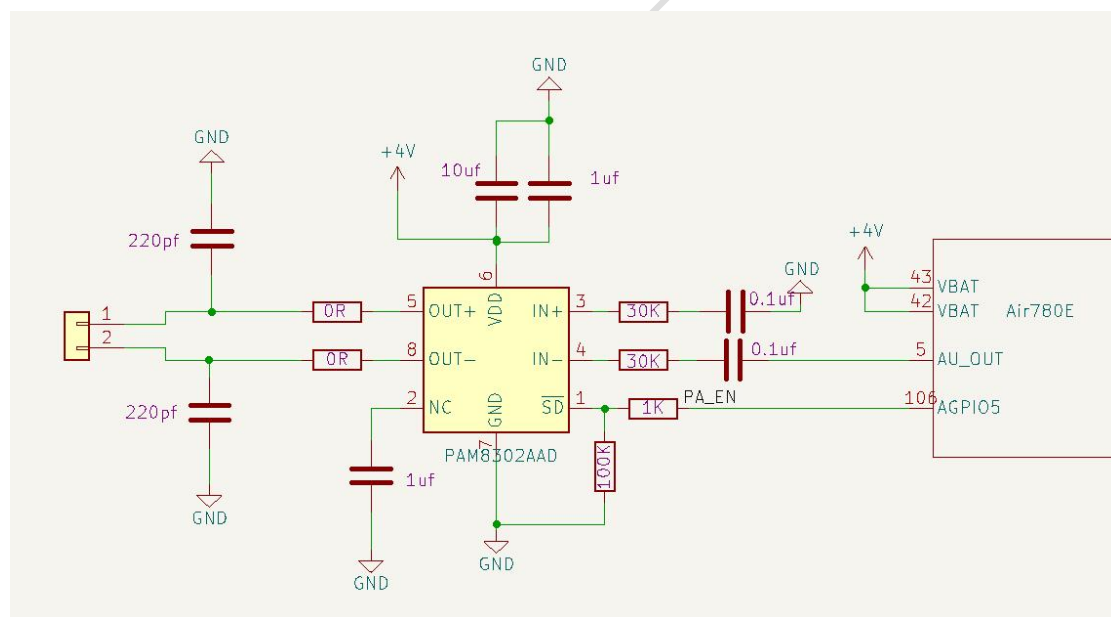 GND
GND
+4V
10uf
1uf
220pf
+4V
GND
0.1uf
6
43
VBAT
42
VBAT
Air780E
1
5
OUT+
VDD
IN+
3
30K
0R
2
8
OUT-
IN-
4
30K
0.1uf
5
AU_OUT
0R
220pf
2
NC
GND
SD
1
1K
PA_EN
106
AGPIO5
7
PAM8302AAD
100K
1uf
GND
GND
GND